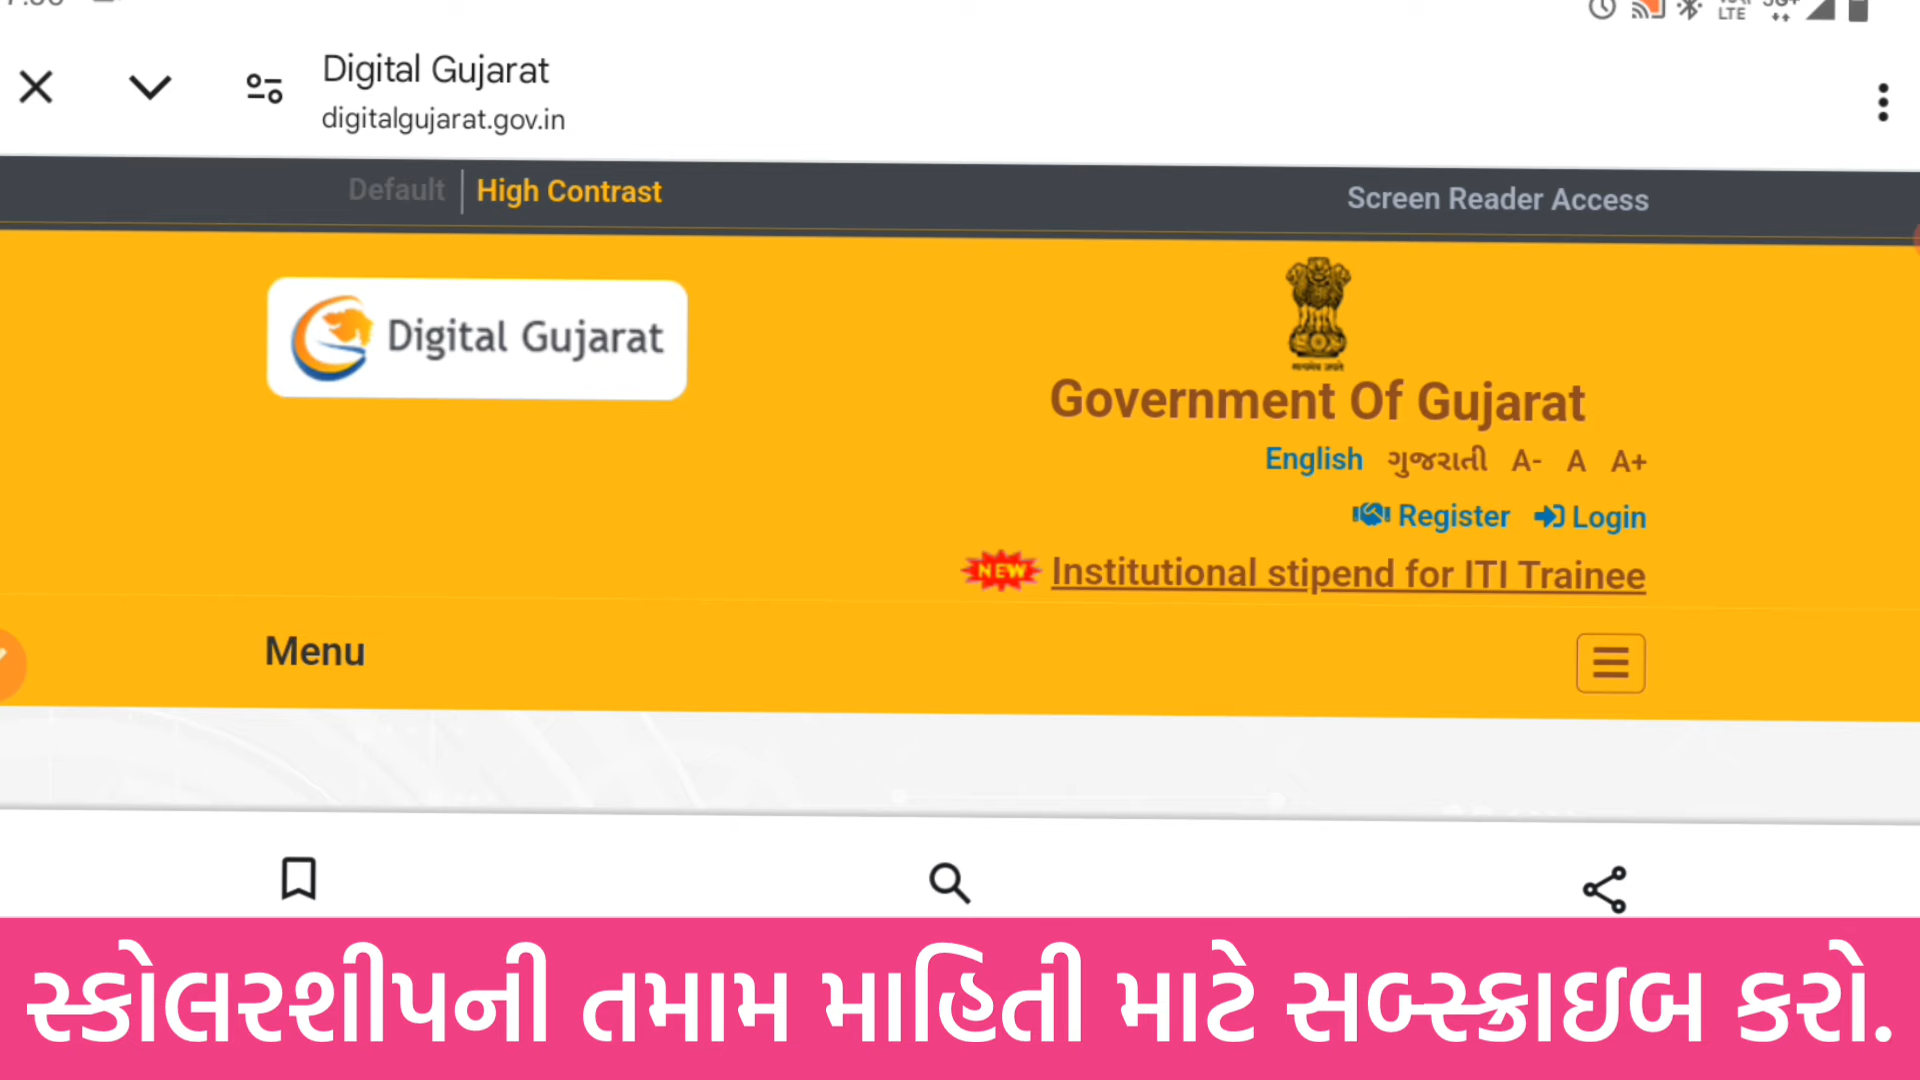 LTE
Digital Gujarat
digitalgujarat.gov.in
Default | High Contrast
Screen Reader Access
Digital Gujarat
Government Of Gujarat
English ગુજરાતી A- A A+
Register Login
NEW Institutional stipend for ITI Trainee
Menu
સ્કોલરશીપની તમામ માહિતી માટે સબ્સ્ક્રાઇબ કરો.